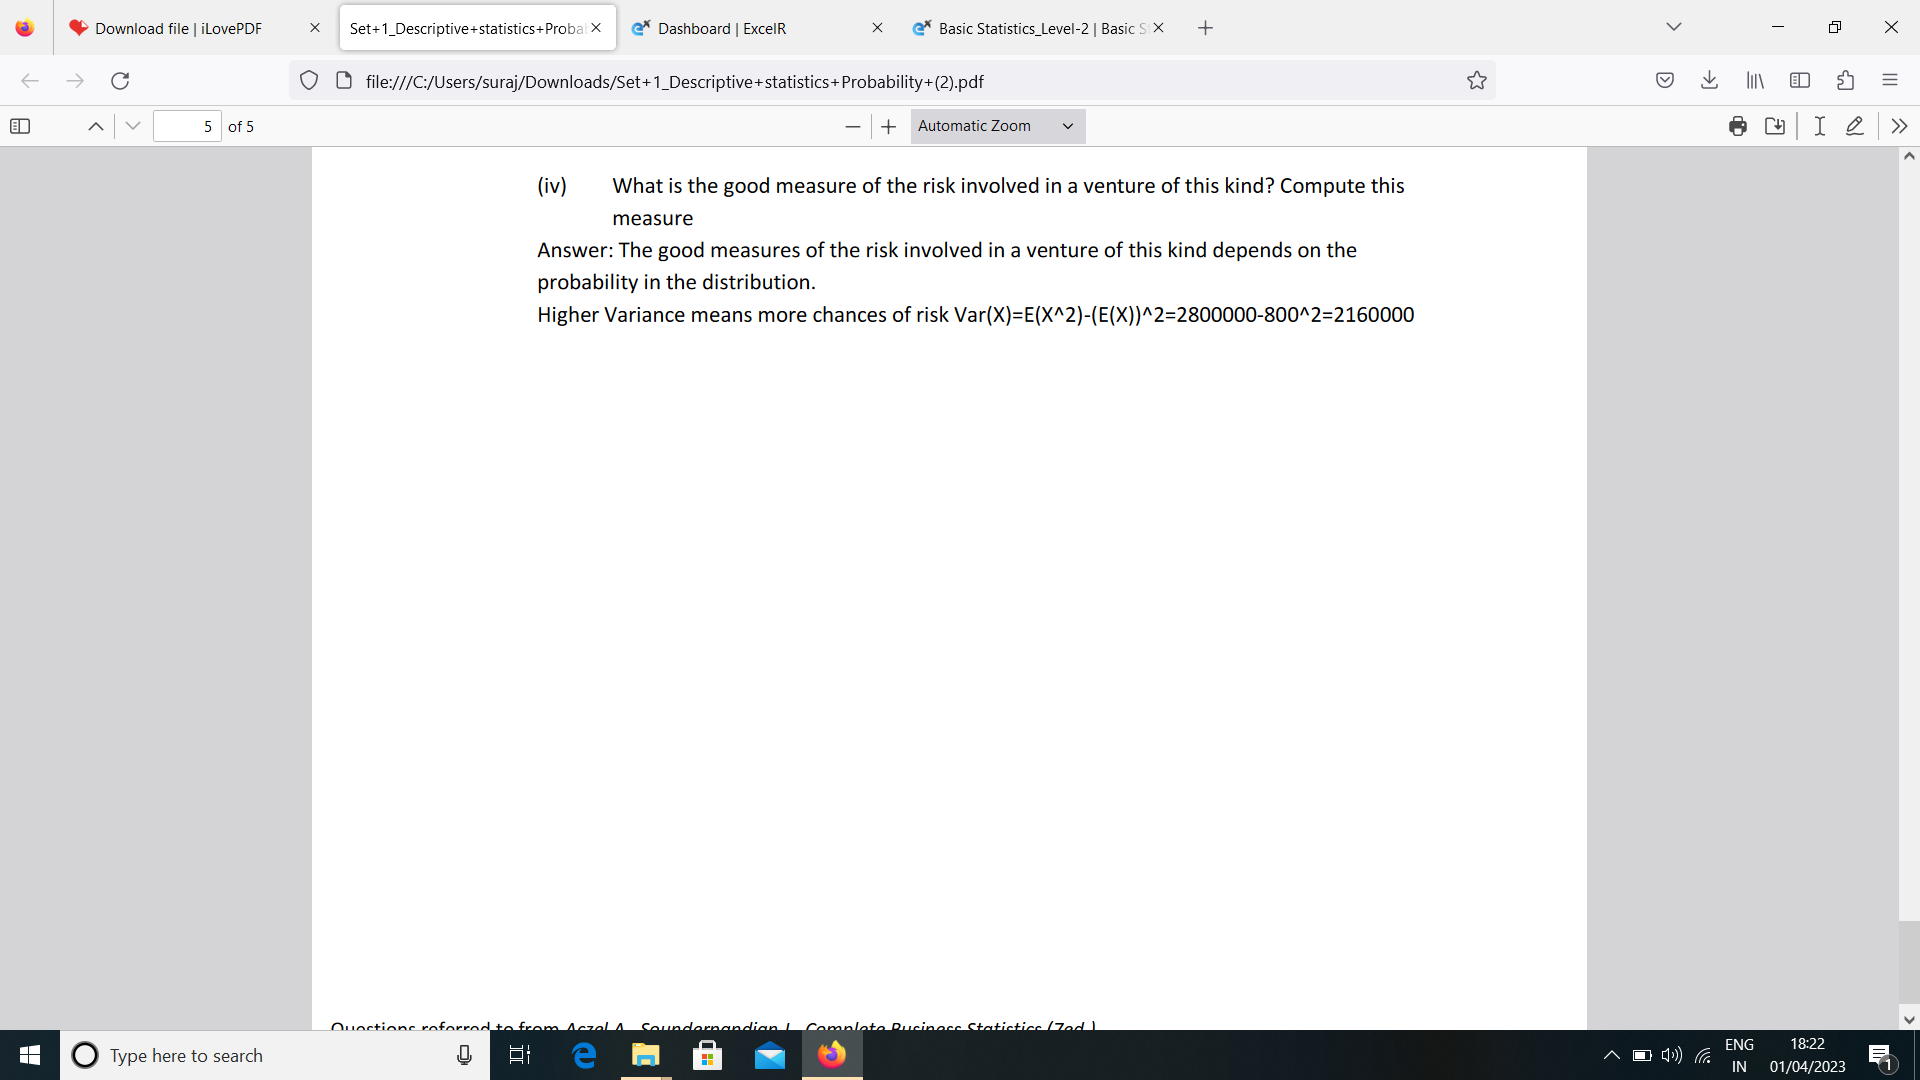 Download file | iLovePDF
Set+1_Descriptive+statistics+Proba
Dashboard | ExcelR
Basic Statistics_Level-2 | Basic S
file:///C:/Users/suraj/Downloads/Set+1_Descriptive+statistics+Probability+(2).pdf
5 of 5
Automatic Zoom
(iv) What is the good measure of the risk involved in a venture of this kind? Compute this
measure
Answer: The good measures of the risk involved in a venture of this kind depends on the
probability in the distribution.
Higher Variance means more chances of risk Var(X)=E(X^2)-(E(X))^2=2800000-800^2=2160000
Questions referred to from Aczel A., Sounderpandian J., Complete Business Statistics (7ed.)
Type here to search
ENG
IN
18:22
01/04/2023
1